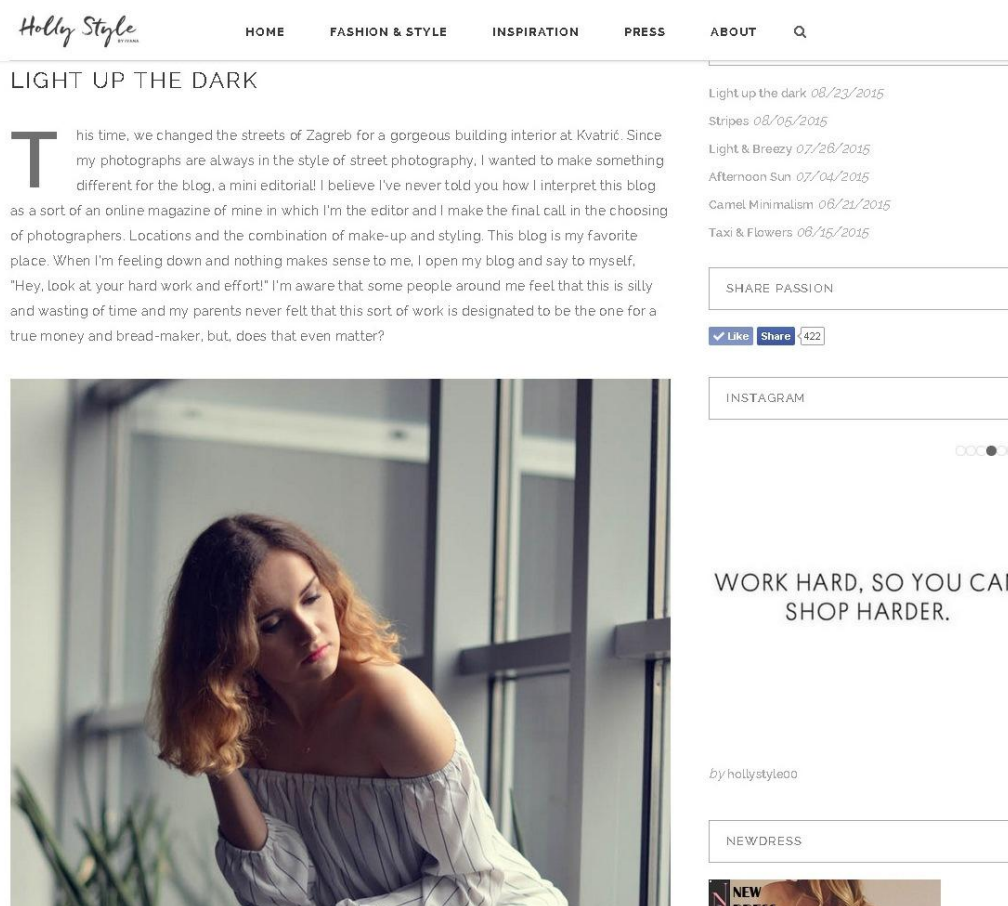 Holly Style
HOME
FASHION & STYLE
INSPIRATION
PRESS
ABOUT
LIGHT UP THE DARK
This time, we changed the streets of Zagreb for a gorgeous building interior at Kvatrić. Since
my photographs are always in the style of street photography, I wanted to make something
different for the blog, a mini editorial! I believe I've never told you how I interpret this blog
as a sort of an online magazine of mine in which I'm the editor and I make the final call in the choosing
of photographers. Locations and the combination of make-up and styling. This blog is my favorite
place. When I'm feeling down and nothing makes sense to me, I open my blog and say to myself,
"Hey, look at your hard work and effort!" I'm aware that some people around me feel that this is silly
and wasting of time and my parents never felt that this sort of work is designated to be the one for a
true money and bread-maker, but, does that even matter?
Light up the dark 08/23/2015
Stripes 08/05/2015
Light & Breezy 07/28/2015
Afternoon Sun 07/04/2015
Camel Minimalism 06/21/2015
Taxi & Flowers 06/15/2015
SHARE PASSION
Like Share 422
INSTAGRAM
WORK HARD, SO YOU CAN
SHOP HARDER.
by hollystyle00
NEWDRESS
N NEW